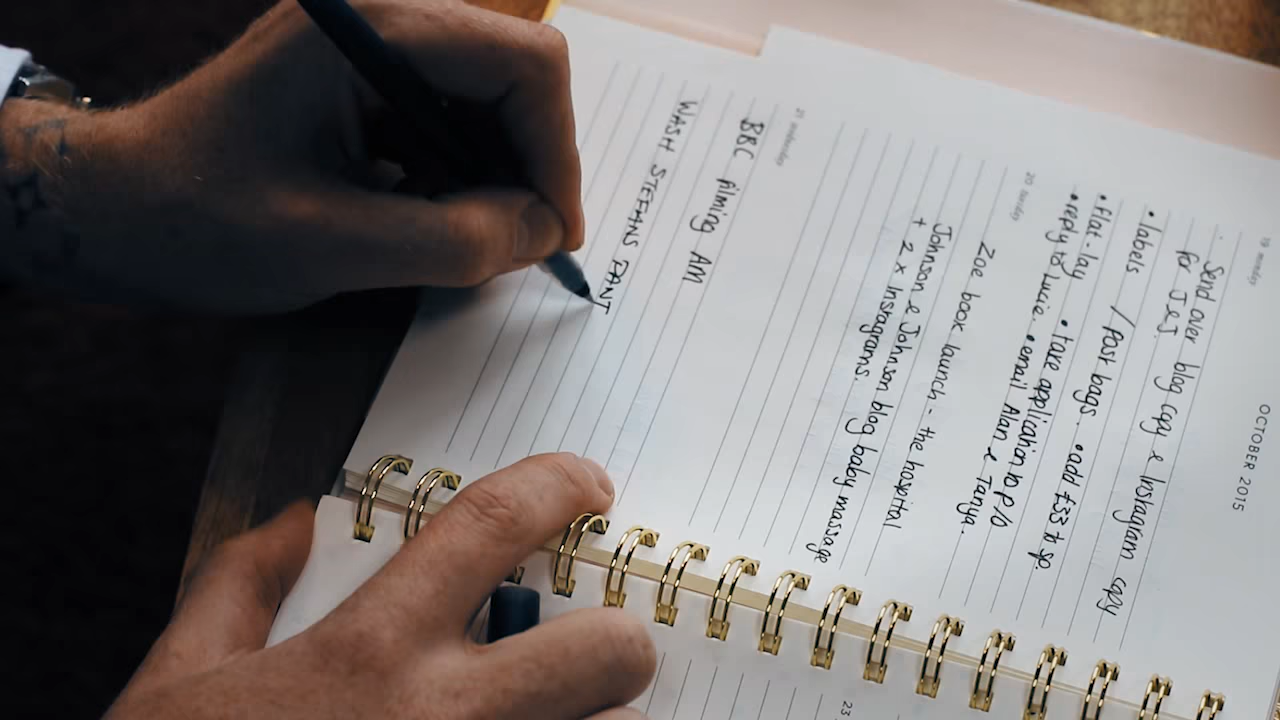 OCTOBER 2015
19 monday
• Send over blog copy & Instagram copy
for J&J.
• labels / Post bags. • add £33 to sp.
• flat-lay • take application to p/o
• reply to Lucie. • email Alan & Tanya.
20 tuesday
Zoe book launch - the hospital
Johnson & Johnson blog baby massage
+ 2 x Instagrams.
21 wednesday
BBC filming AM
WASH STEFANS PANT
23